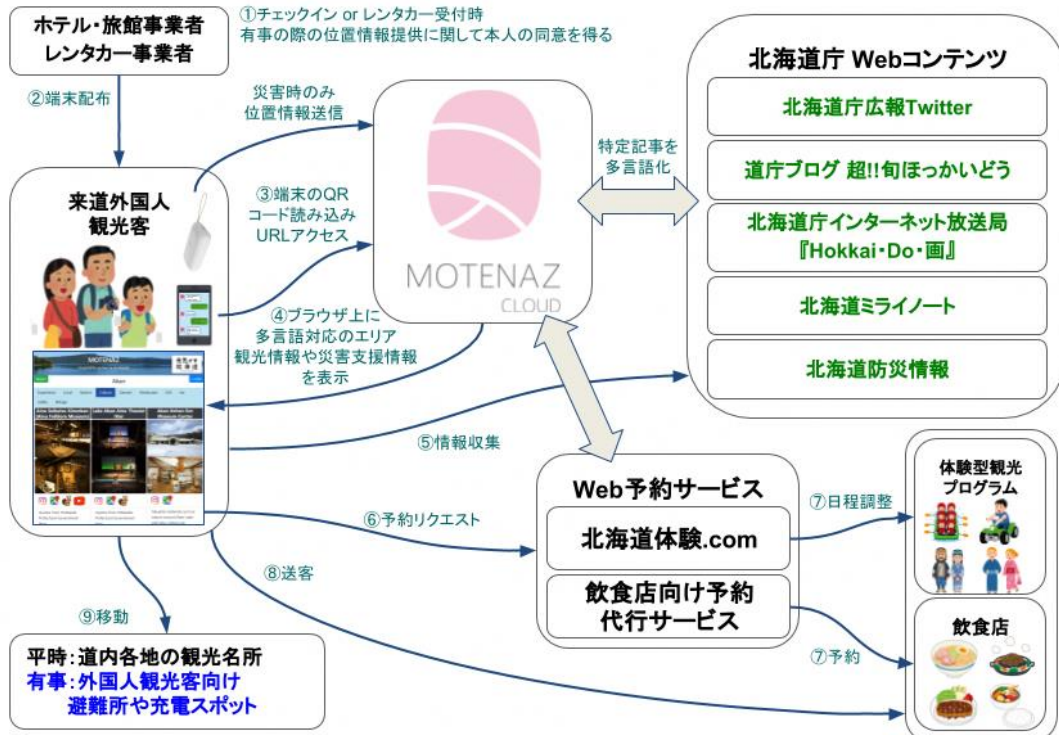 ホテル・旅館事業者
レンタカー事業者
①チェックイン or レンタカー受付時
有事の際の位置情報提供に関して本人の同意を得る
②端末配布
災害時のみ
位置情報送信
来道外国人
観光客
③端末のQR
コード読み込み
URLアクセス
MOTENAZ
CLOUD
④ブラウザ上に
多言語対応のエリア
観光情報や災害支援情報
を表示
特定記事を
多言語化
北海道庁 Webコンテンツ
北海道庁広報Twitter
道庁ブログ 超!!旬ほっかいどう
北海道庁インターネット放送局
『Hokkai・Do・画』
北海道ミライノート
北海道防災情報
MOTENAZ
⑤情報収集
⑥予約リクエスト
Web予約サービス
北海道体験.com
飲食店向け予約
代行サービス
⑦日程調整
⑦予約
体験型観光
プログラム
飲食店
⑧送客
⑨移動
平時:道内各地の観光名所
有事:外国人観光客向け
避難所や充電スポット